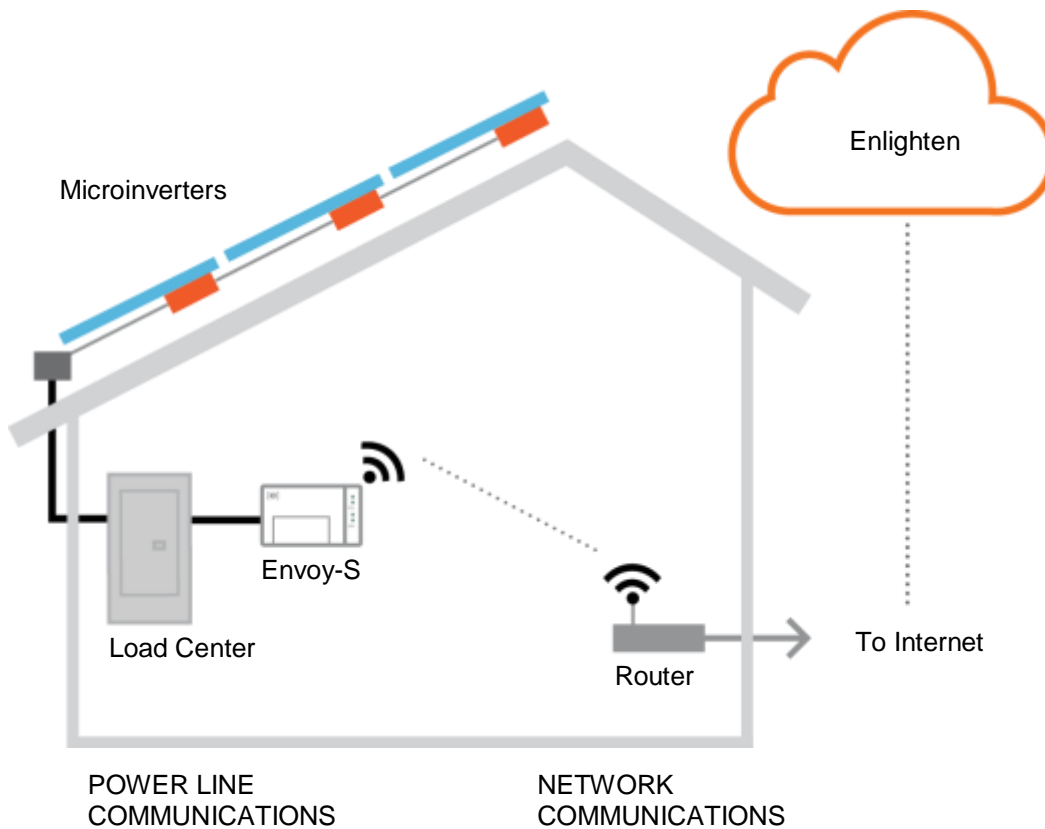 Enlighten
Microinverters
Envoy-S
Load Center
To Internet
Router
POWER LINE
COMMUNICATIONS
NETWORK
COMMUNICATIONS